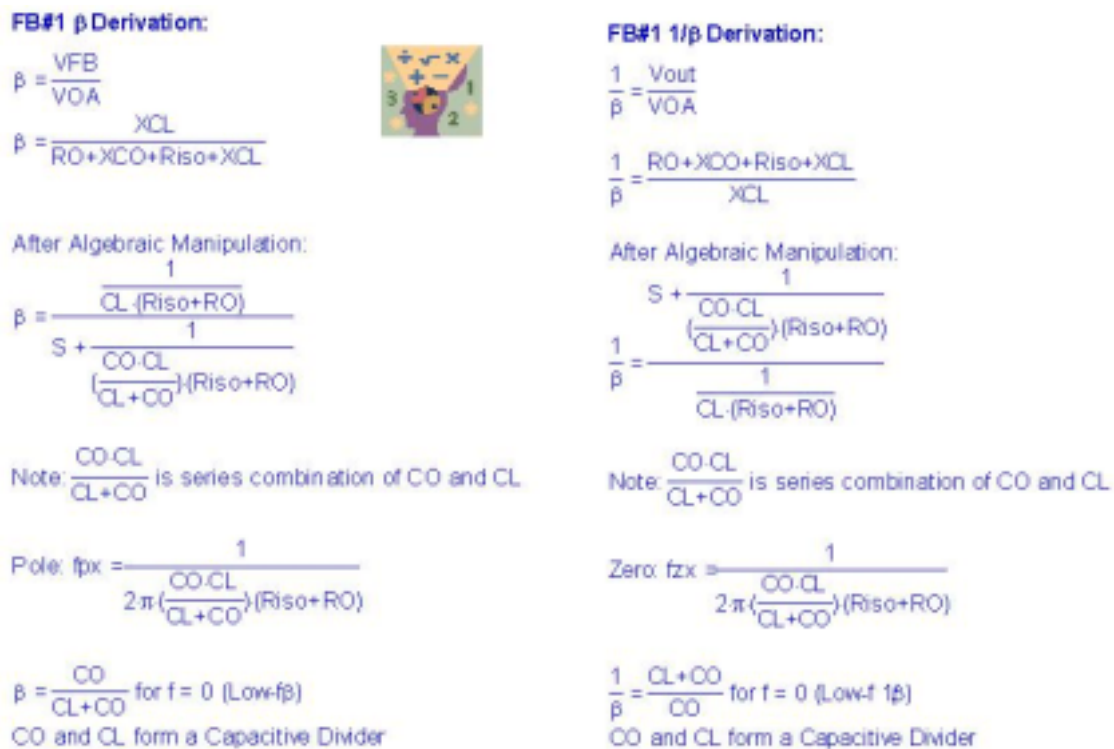 FB#1 β Derivation:
β = VFB / VOA
β = XCL / RO+XCO+Riso+XCL
After Algebraic Manipulation:
β = 1 / CL·(Riso+RO) / S + 1 / (CO·CL / CL+CO)·(Riso+RO)
Note: CO·CL / CL+CO is series combination of CO and CL
Pole: fpx = 1 / 2·π·(CO·CL / CL+CO)·(Riso+RO)
β = CO / CL+CO for f = 0 (Low-fβ)
CO and CL form a Capacitive Divider
÷ √ × + − 1 2 3
FB#1 1/β Derivation:
1 / β = Vout / VOA
1 / β = RO+XCO+Riso+XCL / XCL
After Algebraic Manipulation:
1 / β = S + 1 / (CO·CL / CL+CO)·(Riso+RO) / 1 / CL·(Riso+RO)
Note: CO·CL / CL+CO is series combination of CO and CL
Zero: fzx = 1 / 2·π·(CO·CL / CL+CO)·(Riso+RO)
1 / β = CL+CO / CO for f = 0 (Low-f 1β)
CO and CL form a Capacitive Divider